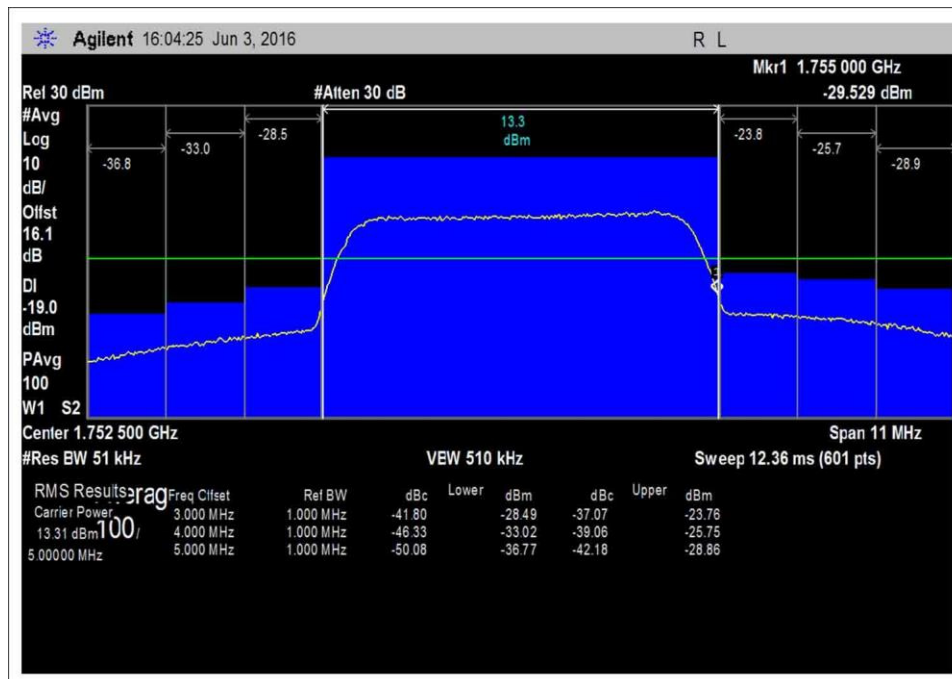 Agilent 16:04:25 Jun 3, 2016 R L
Mkr1 1.755 000 GHz
Ref 30 dBm #Atten 30 dB -29.529 dBm
#Avg
Log
10
dB/
Offst
16.1
dB
DI
-19.0
dBm
PAvg
100
W1 S2
-36.8 -33.0 -28.5 13.3 dBm -23.8 -25.7 -28.9
Center 1.752 500 GHz Span 11 MHz
#Res BW 51 kHz VBW 510 kHz Sweep 12.36 ms (601 pts)
RMS Results Freq Offset Ref BW dBc Lower dBm dBc Upper dBm
Carrier Power 3.000 MHz 1.000 MHz -41.80 -28.49 -37.07 -23.76
13.31 dBm 100/ 4.000 MHz 1.000 MHz -46.33 -33.02 -39.06 -25.75
5.00000 MHz 5.000 MHz 1.000 MHz -50.08 -36.77 -42.18 -28.86